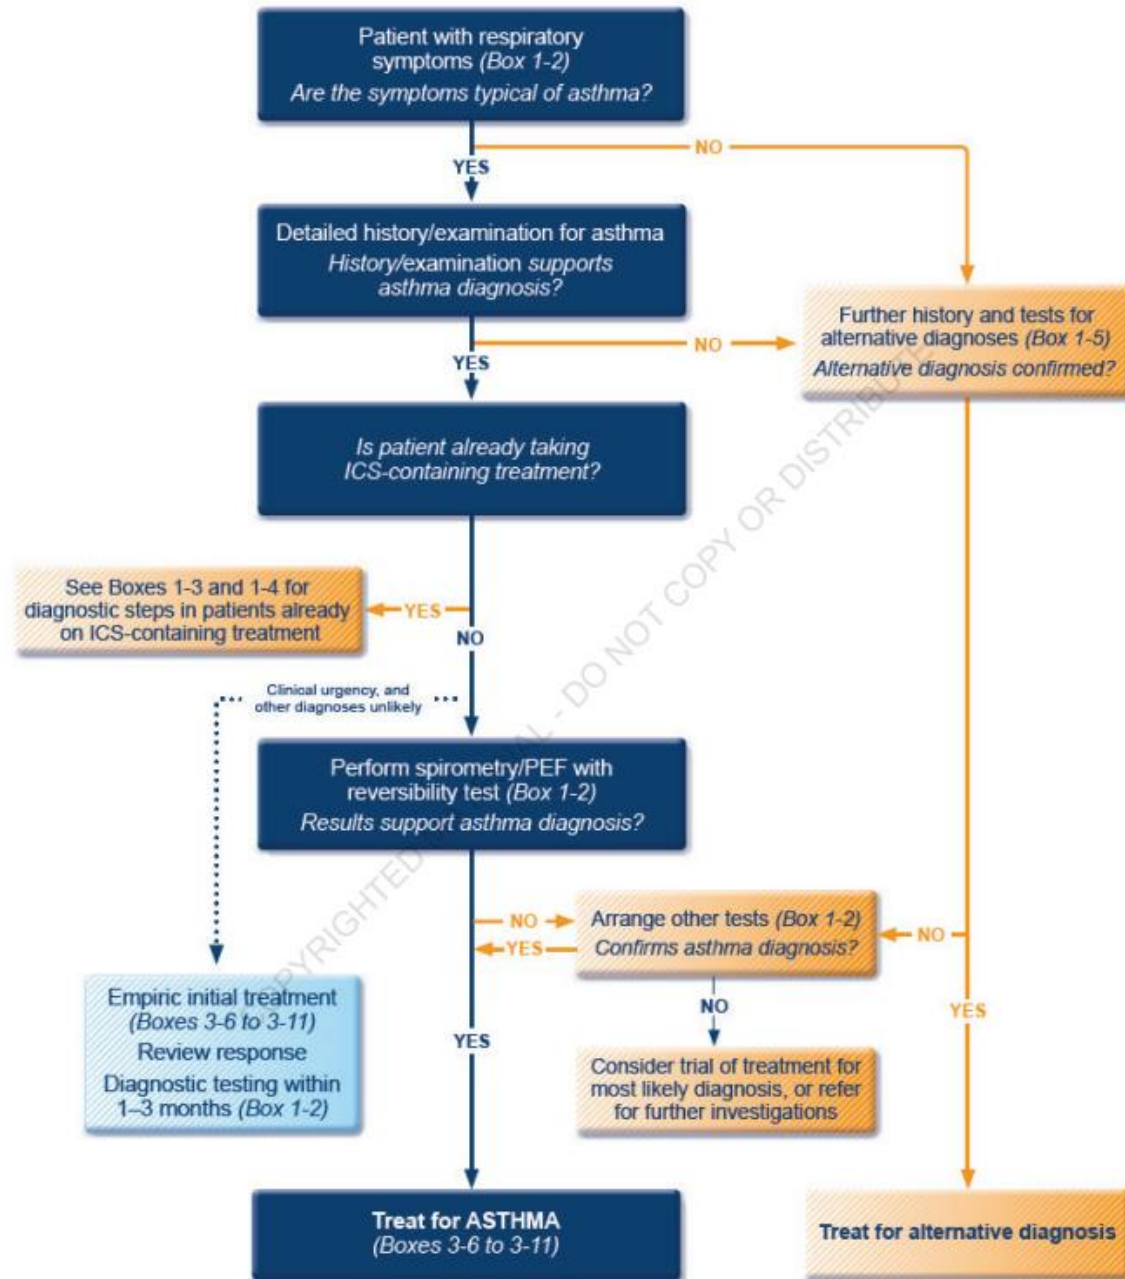 Patient with respiratory
symptoms (Box 1-2)
Are the symptoms typical of asthma?
NO
YES
Detailed history/examination for asthma
History/examination supports
asthma diagnosis?
Further history and tests for
alternative diagnoses (Box 1-5)
Alternative diagnosis confirmed?
NO
YES
Is patient already taking
ICS-containing treatment?
See Boxes 1-3 and 1-4 for
diagnostic steps in patients already
on ICS-containing treatment
YES
NO
Clinical urgency, and
other diagnoses unlikely
Perform spirometry/PEF with
reversibility test (Box 1-2)
Results support asthma diagnosis?
NO
YES
Arrange other tests (Box 1-2)
Confirms asthma diagnosis?
NO
NO
YES
YES
Empiric initial treatment
(Boxes 3-6 to 3-11)
Review response
Diagnostic testing within
1–3 months (Box 1-2)
Consider trial of treatment for
most likely diagnosis, or refer
for further investigations
Treat for ASTHMA
(Boxes 3-6 to 3-11)
Treat for alternative diagnosis
COPYRIGHTED - DO NOT COPY OR DISTRIBUTE